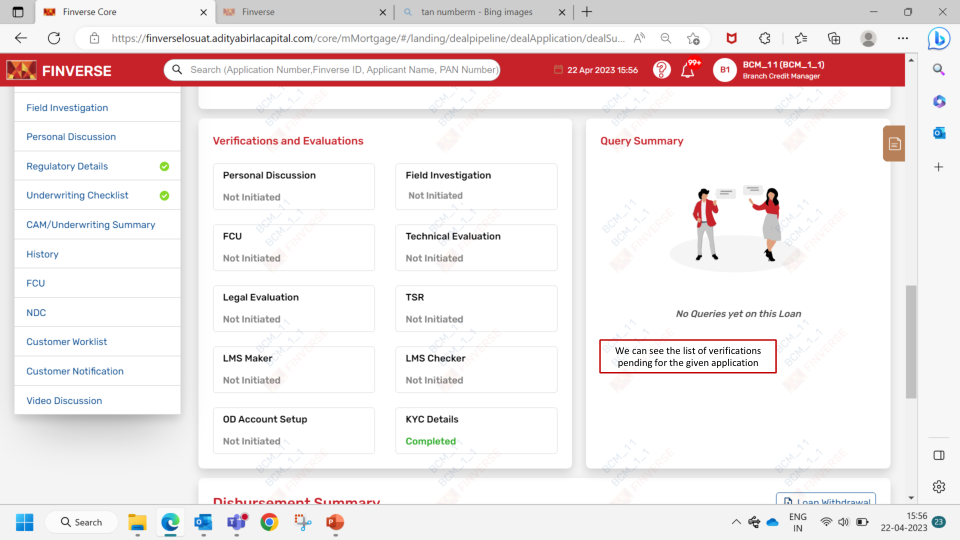 Finverse Core
Finverse
tan numberm - Bing images
https://finverselosuat.adityabirlacapital.com/core/mMortgage/#/landing/dealpipeline/dealApplication/dealSu...
FINVERSE
Search (Application Number,Finverse ID, Applicant Name, PAN Number)
22 Apr 2023 15:56
99+
B1
BCM_1 1 (BCM_1_1)
Branch Credit Manager
Field Investigation
Personal Discussion
Regulatory Details
Underwriting Checklist
CAM/Underwriting Summary
History
FCU
NDC
Customer Worklist
Customer Notification
Video Discussion
Verifications and Evaluations
Personal Discussion
Not Initiated
Field Investigation
Not Initiated
FCU
Not Initiated
Technical Evaluation
Not Initiated
Legal Evaluation
Not Initiated
TSR
Not Initiated
LMS Maker
Not Initiated
LMS Checker
Not Initiated
OD Account Setup
Not Initiated
KYC Details
Completed
Query Summary
No Queries yet on this Loan
We can see the list of verifications
pending for the given application
Disbursement Summary
Loan Withdrawal
Search
ENG
IN
15:56
22-04-2023
23